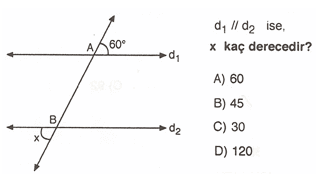 A 60° d₁
B x d₂
d₁ // d₂ ise,
x kaç derecedir?
A) 60
B) 45
C) 30
D) 120